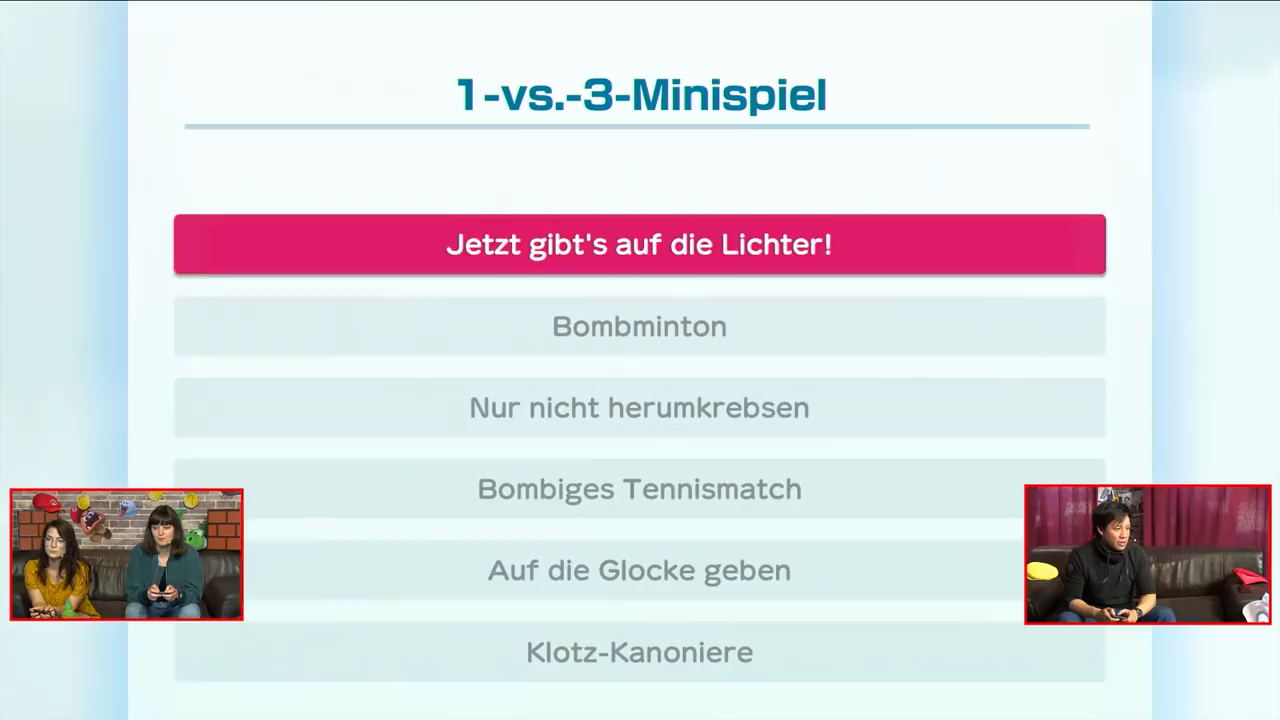 1-vs.-3-Minispiel
Jetzt gibt's auf die Lichter!
Bombminton
Nur nicht herumkrebsen
Bombiges Tennismatch
Auf die Glocke geben
Klotz-Kanoniere